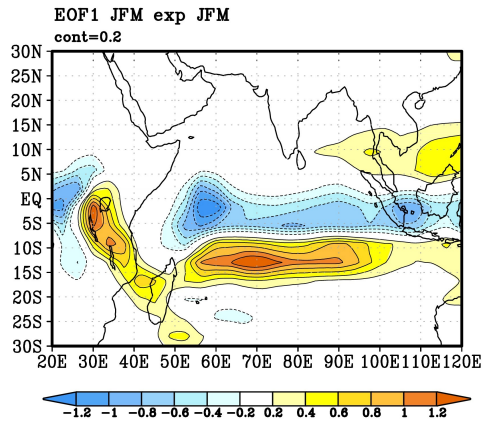 EOF1 JFM exp JFM
cont=0.2
30N
25N
20N
15N
10N
5N
EQ
5S
10S
15S
20S
25S
30S
20E 30E 40E 50E 60E 70E 80E 90E 100E 110E 120E
-1.2 -1 -0.8 -0.6 -0.4 -0.2 0.2 0.4 0.6 0.8 1 1.2